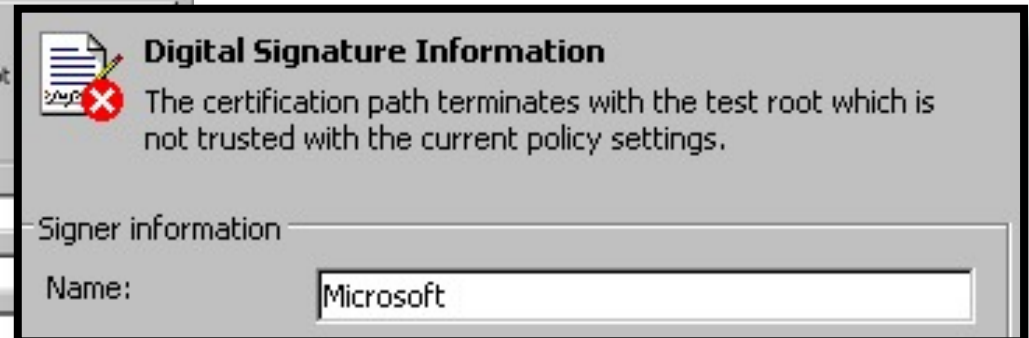 Digital Signature Information
The certification path terminates with the test root which is
not trusted with the current policy settings.
Signer information
Name:
Microsoft